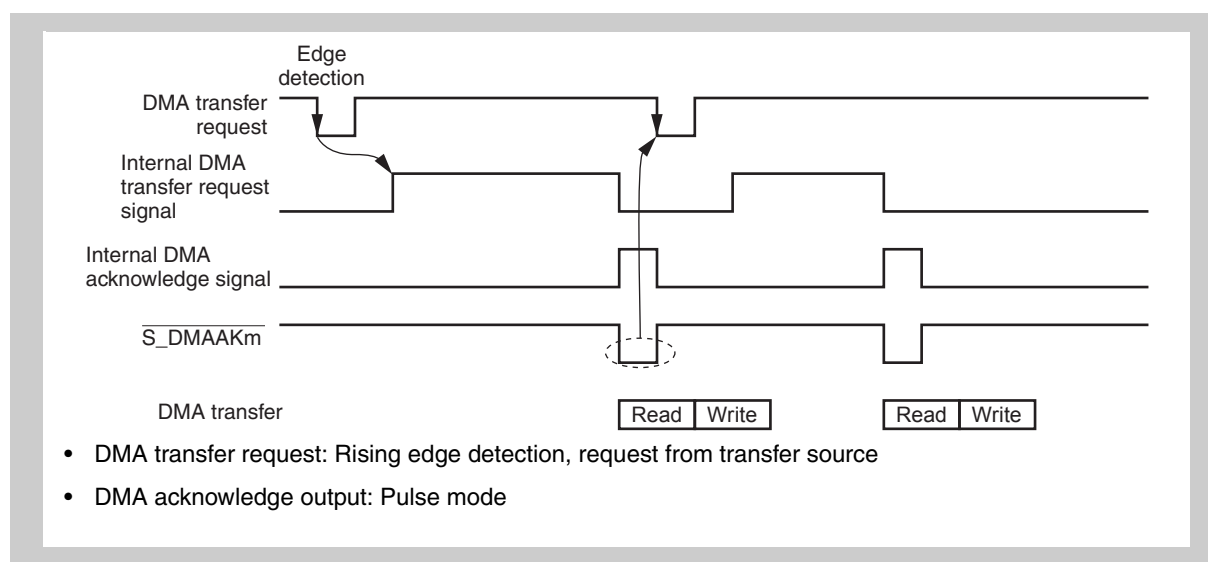 Edge
detection
DMA transfer
request
Internal DMA
transfer request
signal
Internal DMA
acknowledge signal
S_DMAAKm
DMA transfer
Read Write Read Write
• DMA transfer request: Rising edge detection, request from transfer source
• DMA acknowledge output: Pulse mode